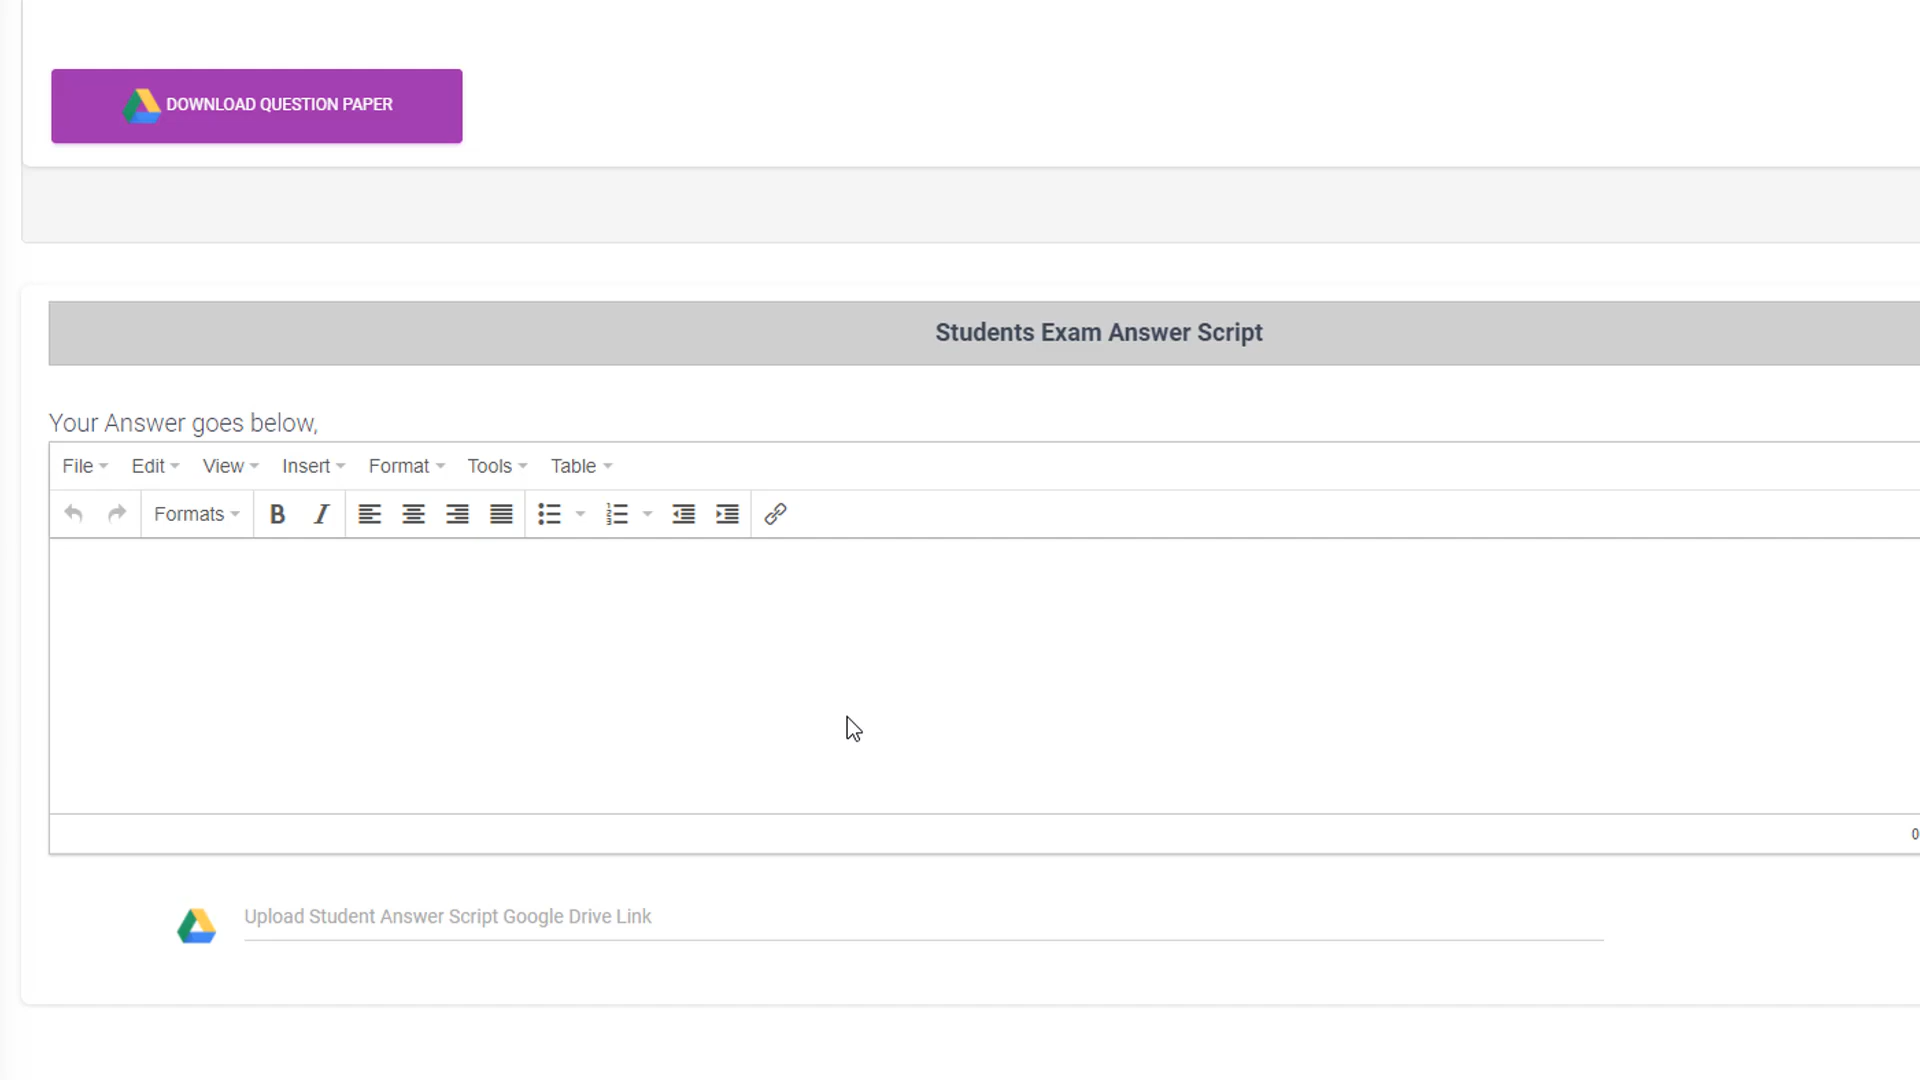 DOWNLOAD QUESTION PAPER
Students Exam Answer Script
Your Answer goes below,
File Edit View Insert Format Tools Table
Formats B I
0
Upload Student Answer Script Google Drive Link